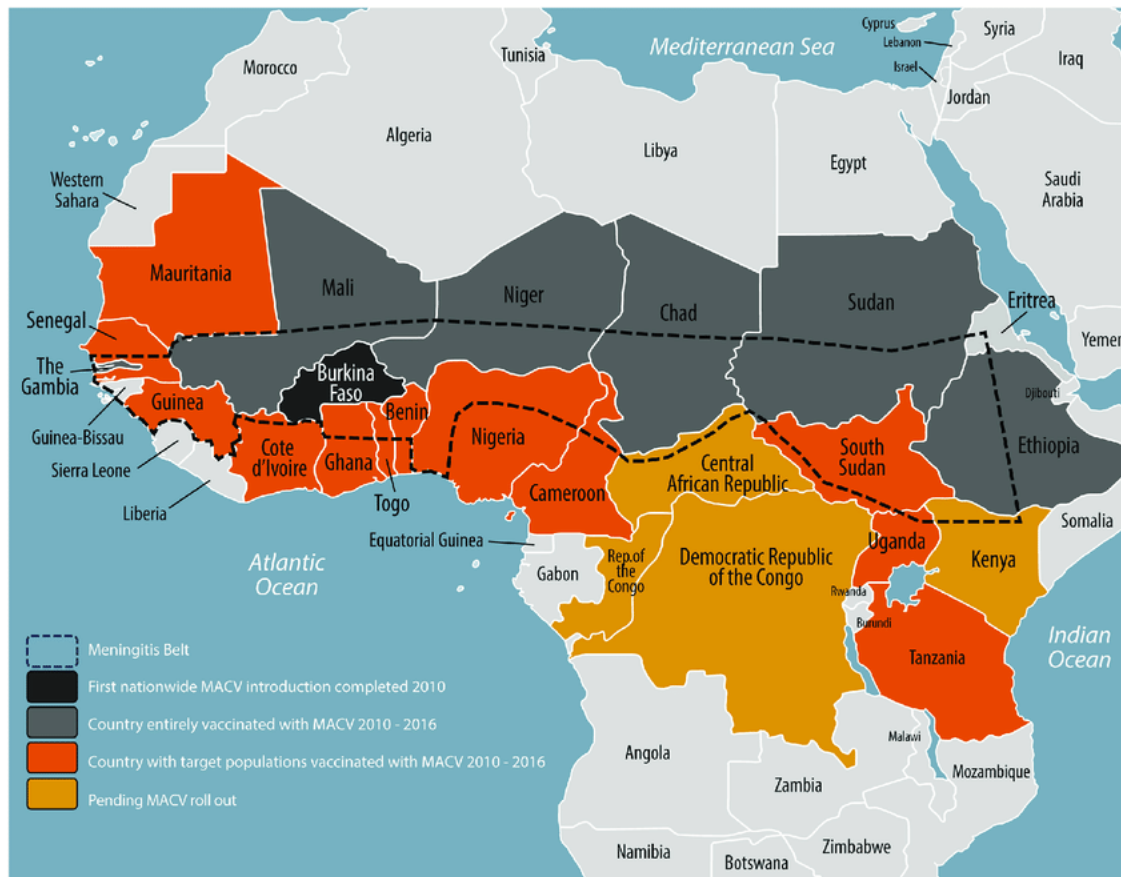 Mediterranean Sea
Cyprus
Lebanon
Israel
Syria
Iraq
Jordan
Morocco
Tunisia
Algeria
Libya
Egypt
Saudi
Arabia
Western
Sahara
Mauritania
Mali
Niger
Chad
Sudan
Eritrea
Yemen
Senegal
The
Gambia
Guinea-Bissau
Guinea
Sierra Leone
Liberia
Burkina
Faso
Cote
d'Ivoire
Ghana
Togo
Benin
Nigeria
Cameroon
Central
African Republic
South
Sudan
Djibouti
Ethiopia
Somalia
Equatorial Guinea
Gabon
Rep.of
the
Congo
Democratic Republic
of the Congo
Uganda
Kenya
Rwanda
Burundi
Tanzania
Atlantic
Ocean
Indian
Ocean
Angola
Zambia
Malawi
Mozambique
Zimbabwe
Namibia
Botswana
Meningitis Belt
First nationwide MACV introduction completed 2010
Country entirely vaccinated with MACV 2010 - 2016
Country with target populations vaccinated with MACV 2010 - 2016
Pending MACV roll out